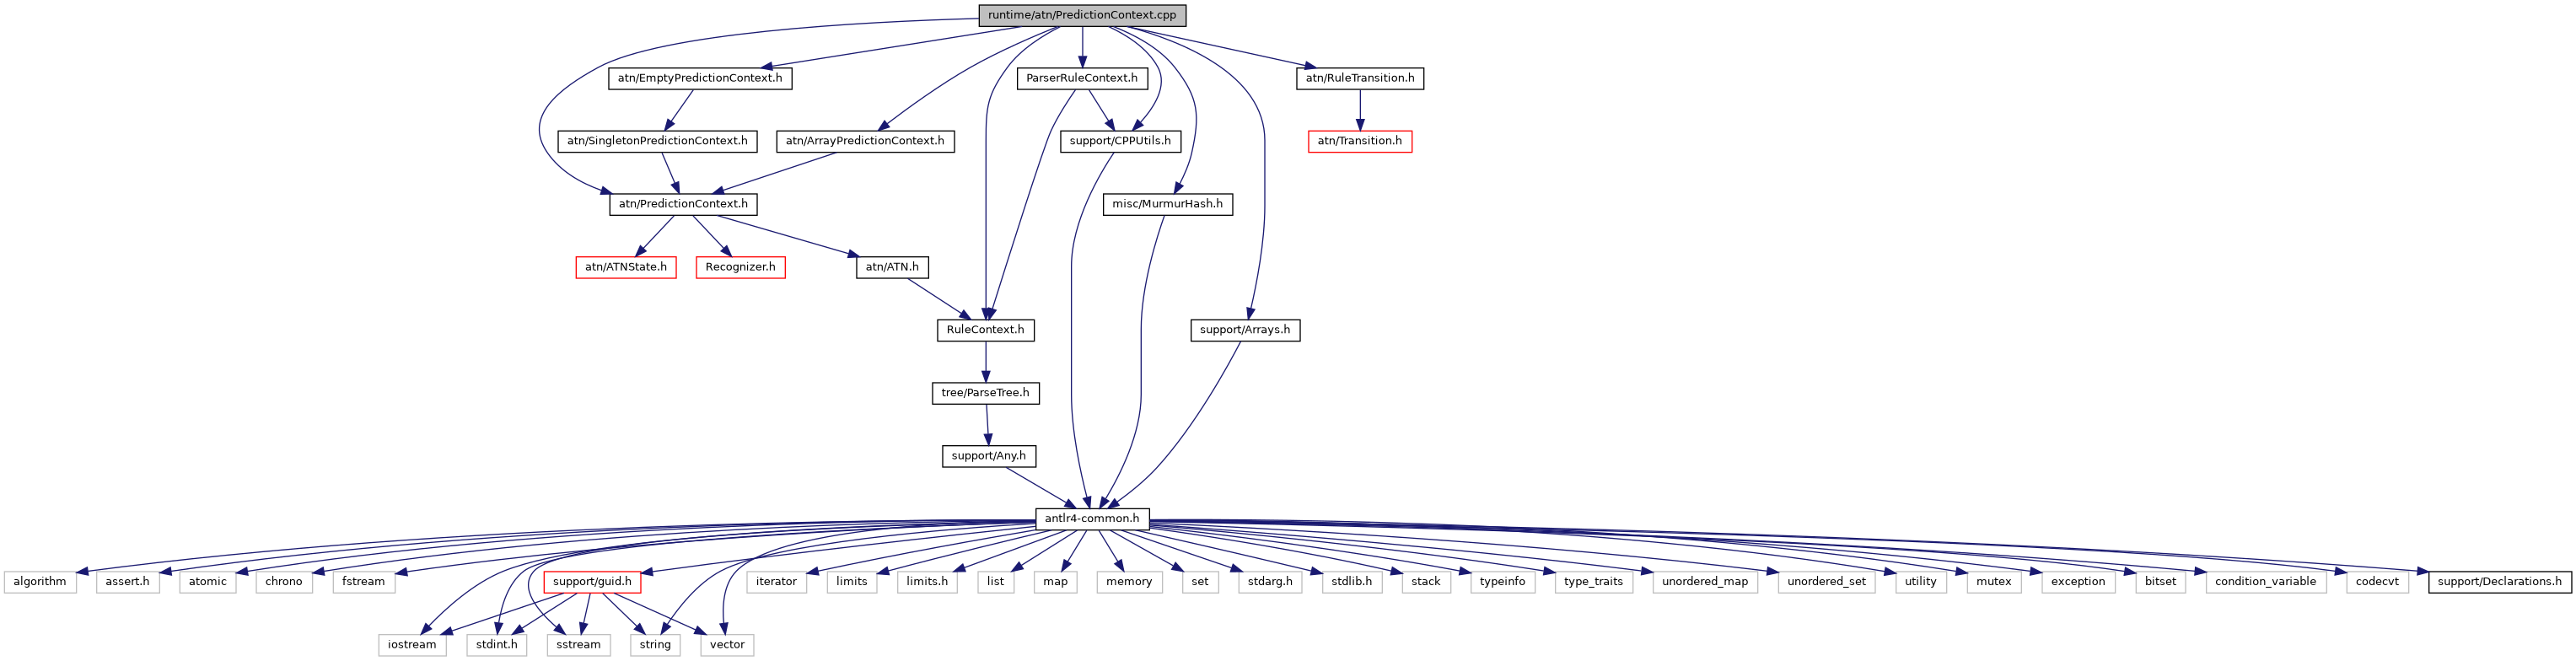 runtime/atn/PredictionContext.cpp
atn/EmptyPredictionContext.h
ParserRuleContext.h
atn/RuleTransition.h
atn/SingletonPredictionContext.h
atn/ArrayPredictionContext.h
support/CPPUtils.h
atn/Transition.h
atn/PredictionContext.h
misc/MurmurHash.h
atn/ATNState.h
Recognizer.h
atn/ATN.h
RuleContext.h
support/Arrays.h
tree/ParseTree.h
support/Any.h
antlr4-common.h
algorithm
assert.h
atomic
chrono
fstream
support/guid.h
iterator
limits
limits.h
list
map
memory
set
stdarg.h
stdlib.h
stack
typeinfo
type_traits
unordered_map
unordered_set
utility
mutex
exception
bitset
condition_variable
codecvt
support/Declarations.h
iostream
stdint.h
sstream
string
vector